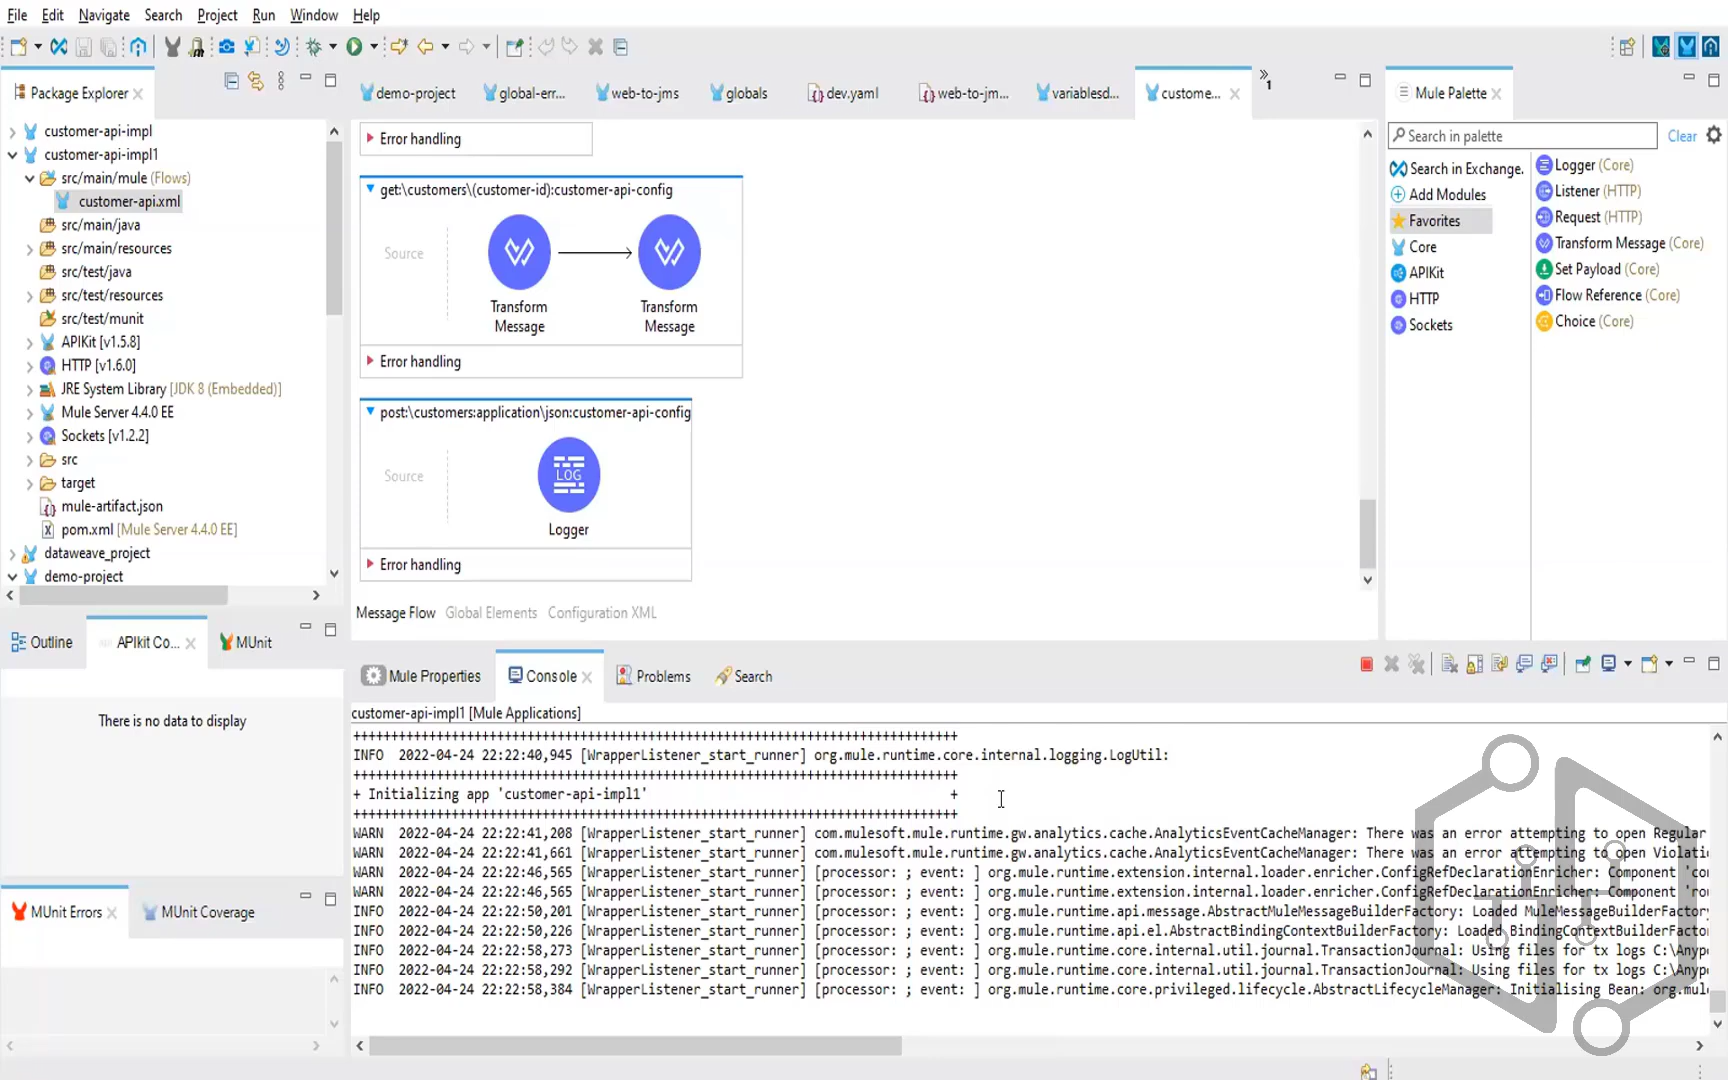 File Edit Navigate Search Project Run Window Help
Package Explorer
demo-project global-err... web-to-jms globals dev.yaml web-to-jm... variablesd... custome... »1
Mule Palette
customer-api-impl
customer-api-impl1
src/main/mule (Flows)
customer-api.xml
src/main/java
src/main/resources
src/test/java
src/test/resources
src/test/munit
APIKit [v1.5.8]
HTTP [v1.6.0]
JRE System Library [JDK 8 (Embedded)]
Mule Server 4.4.0 EE
Sockets [v1.2.2]
src
target
mule-artifact.json
pom.xml [Mule Server 4.4.0 EE]
dataweave_project
demo-project
Error handling
get:\customers\(customer-id):customer-api-config
Source
Transform
Message
Transform
Message
Error handling
post:\customers:application\json:customer-api-config
Source
LOG
Logger
Error handling
Message Flow Global Elements Configuration XML
Search in palette Clear
Search in Exchange.
Add Modules
Favorites
Core
APIKit
HTTP
Sockets
Logger (Core)
Listener (HTTP)
Request (HTTP)
Transform Message (Core)
Set Payload (Core)
Flow Reference (Core)
Choice (Core)
Outline APIkit Co... MUnit
There is no data to display
MUnit Errors MUnit Coverage
Mule Properties Console Problems Search
customer-api-impl1 [Mule Applications]
INFO 2022-04-24 22:22:40,945 [WrapperListener_start_runner] org.mule.runtime.core.internal.logging.LogUtil:
+ Initializing app 'customer-api-impl1' +
WARN 2022-04-24 22:22:41,208 [WrapperListener_start_runner] com.mulesoft.mule.runtime.gw.analytics.cache.AnalyticsEventCacheManager: There was an error attempting to open Regular
WARN 2022-04-24 22:22:41,661 [WrapperListener_start_runner] com.mulesoft.mule.runtime.gw.analytics.cache.AnalyticsEventCacheManager: There was an error attempting to open Violati
WARN 2022-04-24 22:22:46,565 [processor: ; event: ] org.mule.runtime.extension.internal.loader.enricher.ConfigRefDeclarationEnricher: Component 'co
WARN 2022-04-24 22:22:46,565 [processor: ; event: ] org.mule.runtime.extension.internal.loader.enricher.ConfigRefDeclarationEnricher: Component 'ro
INFO 2022-04-24 22:22:50,201 [processor: ; event: ] org.mule.runtime.api.message.AbstractMuleMessageBuilderFactory: Loaded MuleMessageBuilderFactor
INFO 2022-04-24 22:22:50,226 [processor: ; event: ] org.mule.runtime.api.el.AbstractBindingContextBuilderFactory: Loaded BindingContextBuilderFacto
INFO 2022-04-24 22:22:58,273 [processor: ; event: ] org.mule.runtime.core.internal.util.journal.TransactionJournal: Using files for tx logs C:\Anyp
INFO 2022-04-24 22:22:58,292 [processor: ; event: ] org.mule.runtime.core.internal.util.journal.TransactionJournal: Using files for tx logs C:\Anyp
INFO 2022-04-24 22:22:58,384 [processor: ; event: ] org.mule.runtime.core.privileged.lifecycle.AbstractLifecycleManager: Initialising Bean: org.mul